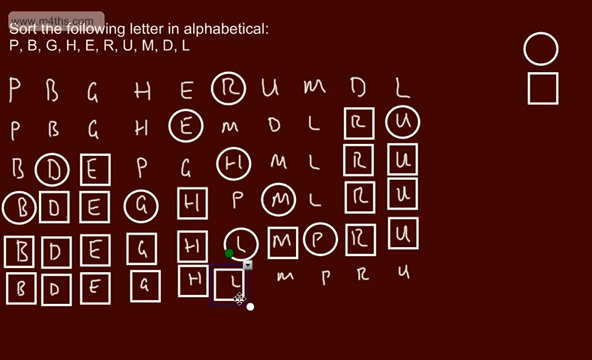 www.m4ths.com
Sort the following letter in alphabetical:
P, B, G, H, E, R, U, M, D, L
P B G H E R U M D L
P B G H E M D L R U
B D E P G H M L R U
B D E G H P M L R U
B D E G H L M P R U
B D E G H L M P R U